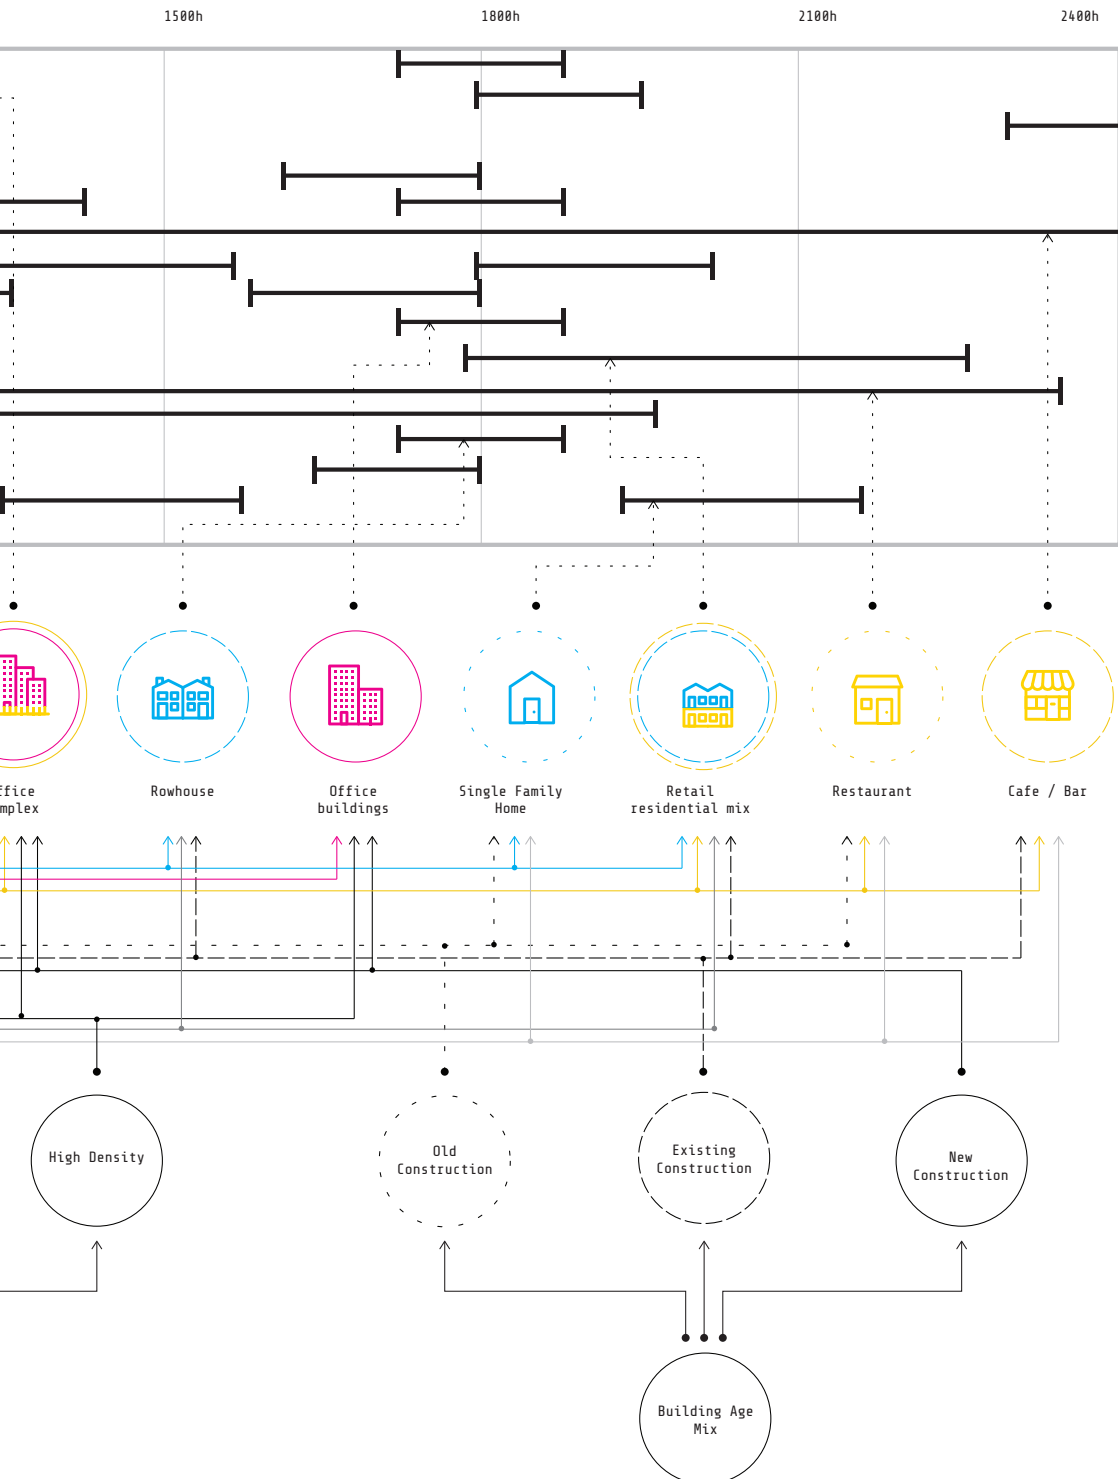 1500h 1800h 2100h 2400h
ffice Rowhouse Office Single Family Retail Restaurant Cafe / Bar
mplex buildings Home residential mix
High Density
Old
Construction
Existing
Construction
New
Construction
Building Age
Mix